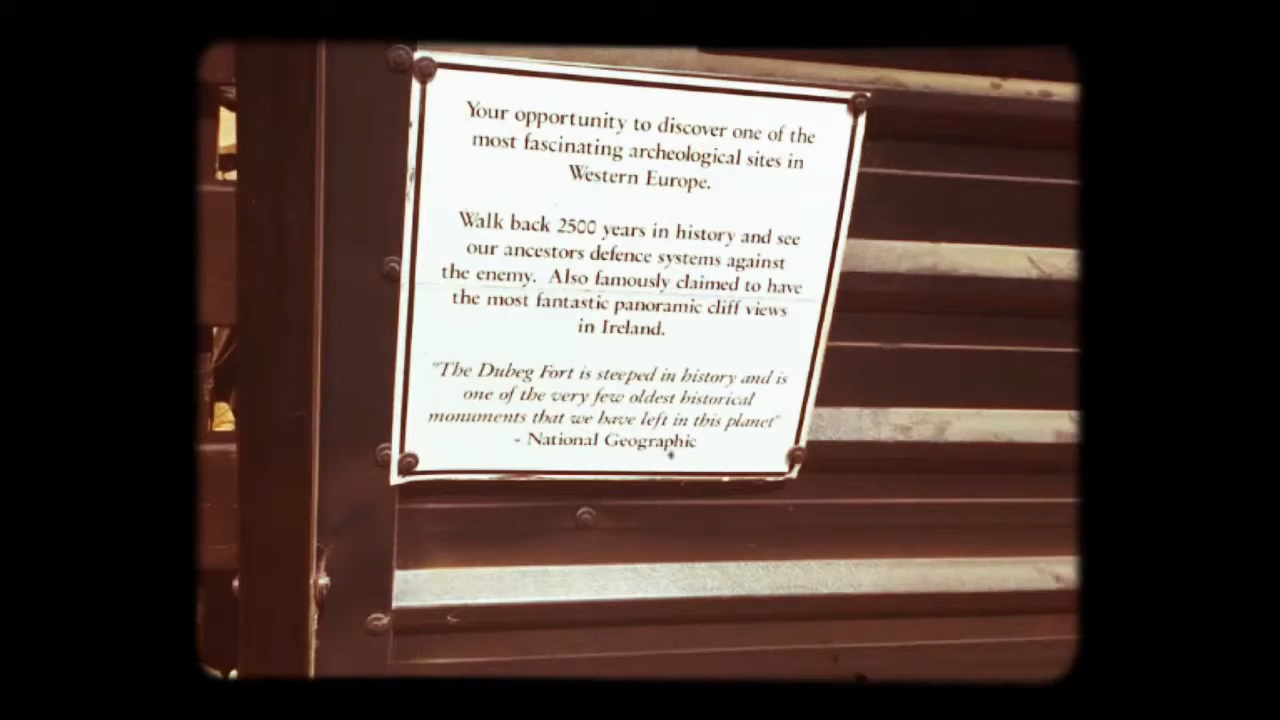 Your opportunity to discover one of the
most fascinating archeological sites in
Western Europe.
Walk back 2500 years in history and see
our ancestors defence systems against
the enemy. Also famously claimed to have
the most fantastic panoramic cliff views
in Ireland.
"The Dubeg Fort is steeped in history and is
one of the very few oldest historical
monuments that we have left in this planet"
- National Geographic